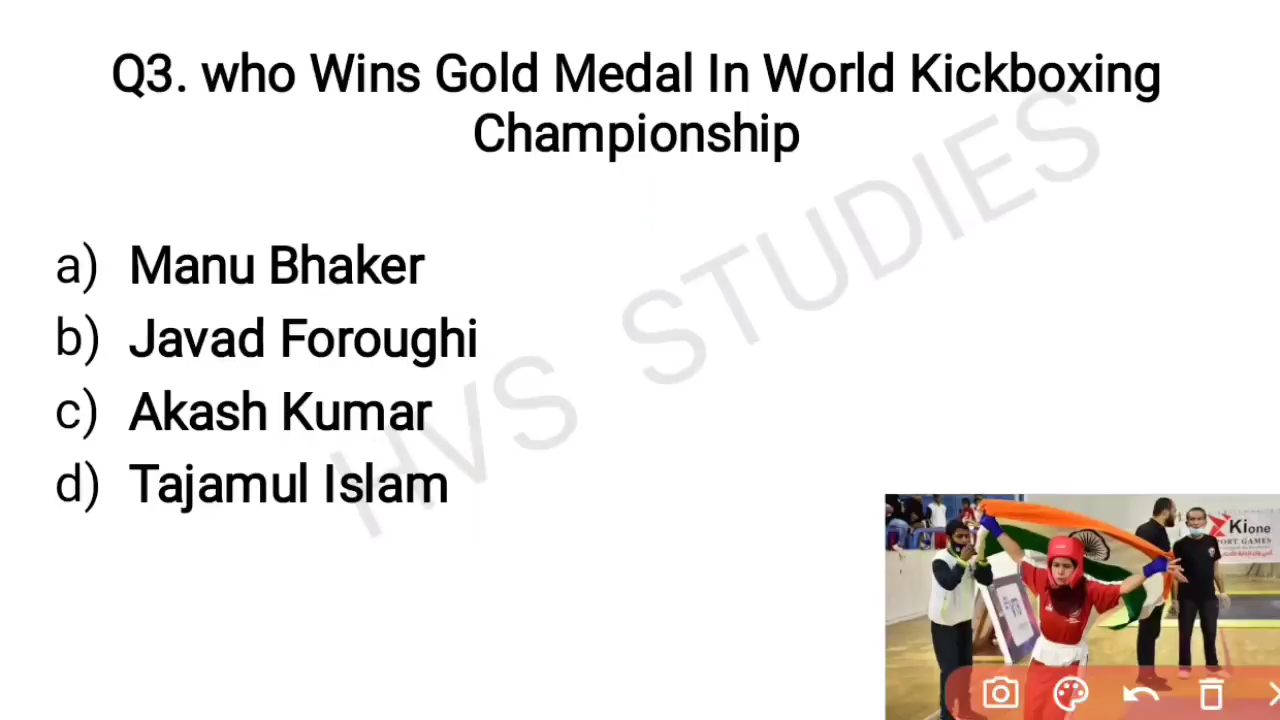 Q3. who Wins Gold Medal In World Kickboxing
Championship
HVS STUDIES
a) Manu Bhaker
b) Javad Foroughi
c) Akash Kumar
d) Tajamul Islam
Kione
PORT GAMES